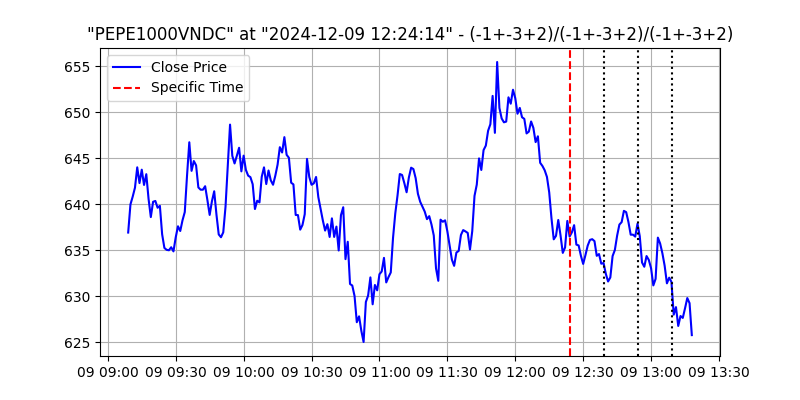 "PEPE1000VNDC" at "2024-12-09 12:24:14" - (-1+-3+2)/(-1+-3+2)/(-1+-3+2)
Close Price
Specific Time
655
650
645
640
635
630
625
09 09:00 09 09:30 09 10:00 09 10:30 09 11:00 09 11:30 09 12:00 09 12:30 09 13:00 09 13:30